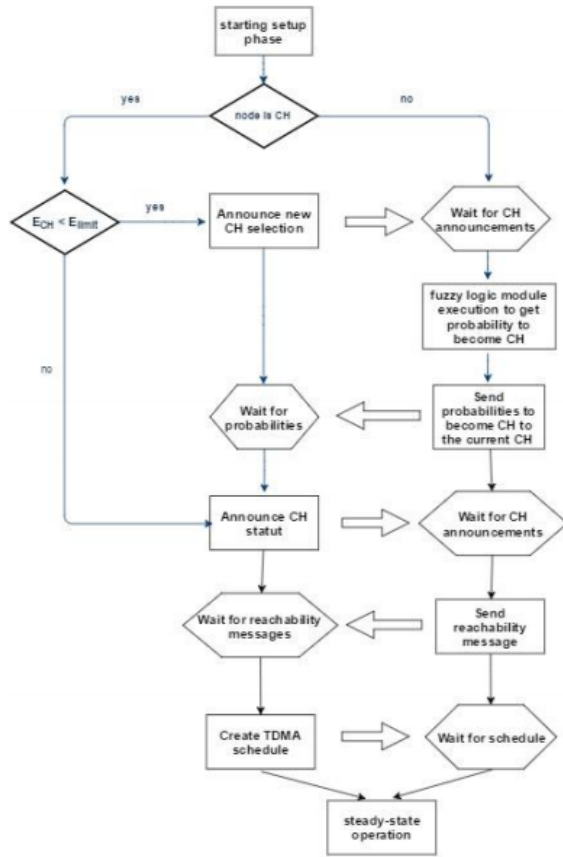 starting setup
phase
yes
node is CH
no
E_CH < E_limit
yes
Announce new
CH selection
Wait for CH
announcements
fuzzy logic module
execution to get
probability to
become CH
no
Wait for
probabilities
Send
probabilities to
become CH to
the current CH
Announce CH
statut
Wait for CH
announcements
Wait for reachability
messages
Send
reachability
message
Create TDMA
schedule
Wait for schedule
steady-state
operation